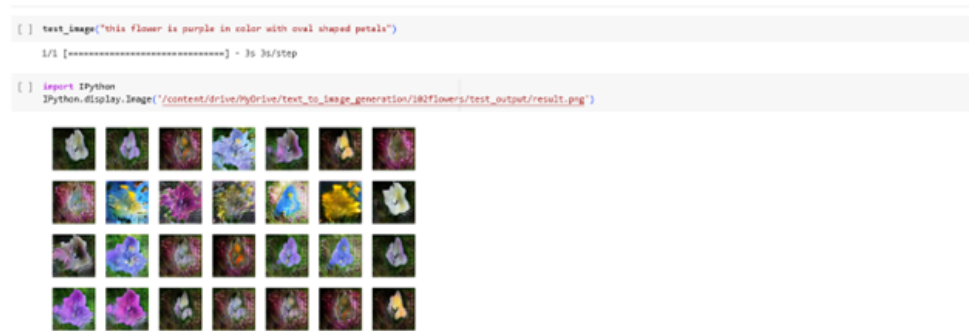 [ ] test_image("this flower is purple in color with oval shaped petals")
1/1 [==============================] - 3s 3s/step
[ ] import IPython
IPython.display.Image("/content/drive/MyDrive/text_to_image_generation/102flowers/test_output/result.png")